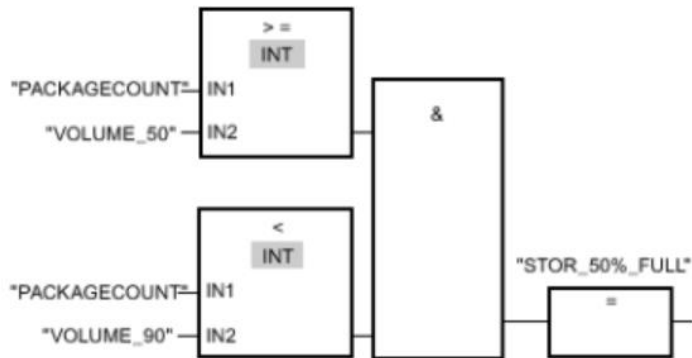 > =
INT
"PACKAGECOUNT" IN1
"VOLUME_50" IN2
&
<
INT
"PACKAGECOUNT" IN1
"VOLUME_90" IN2
"STOR_50%_FULL"
=